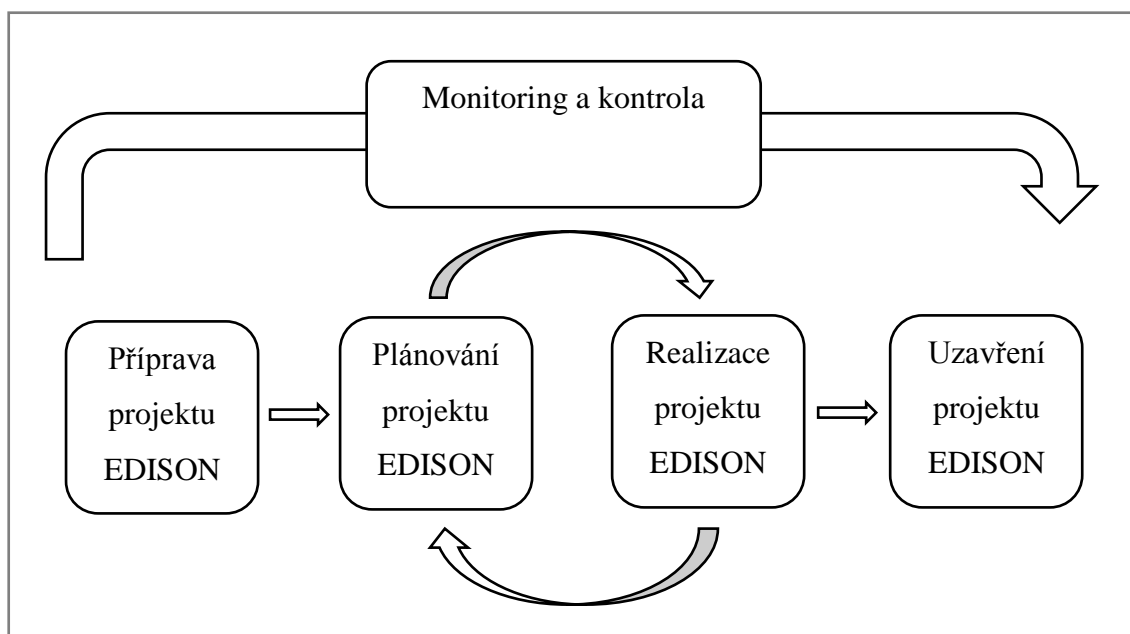 Monitoring a kontrola
Příprava
projektu
EDISON
Plánování
projektu
EDISON
Realizace
projektu
EDISON
Uzavření
projektu
EDISON